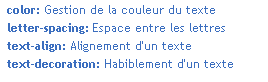 color: Gestion de la couleur du texte
letter-spacing: Espace entre les lettres
text-align: Alignement d'un texte
text-decoration: Habiblement d'un texte